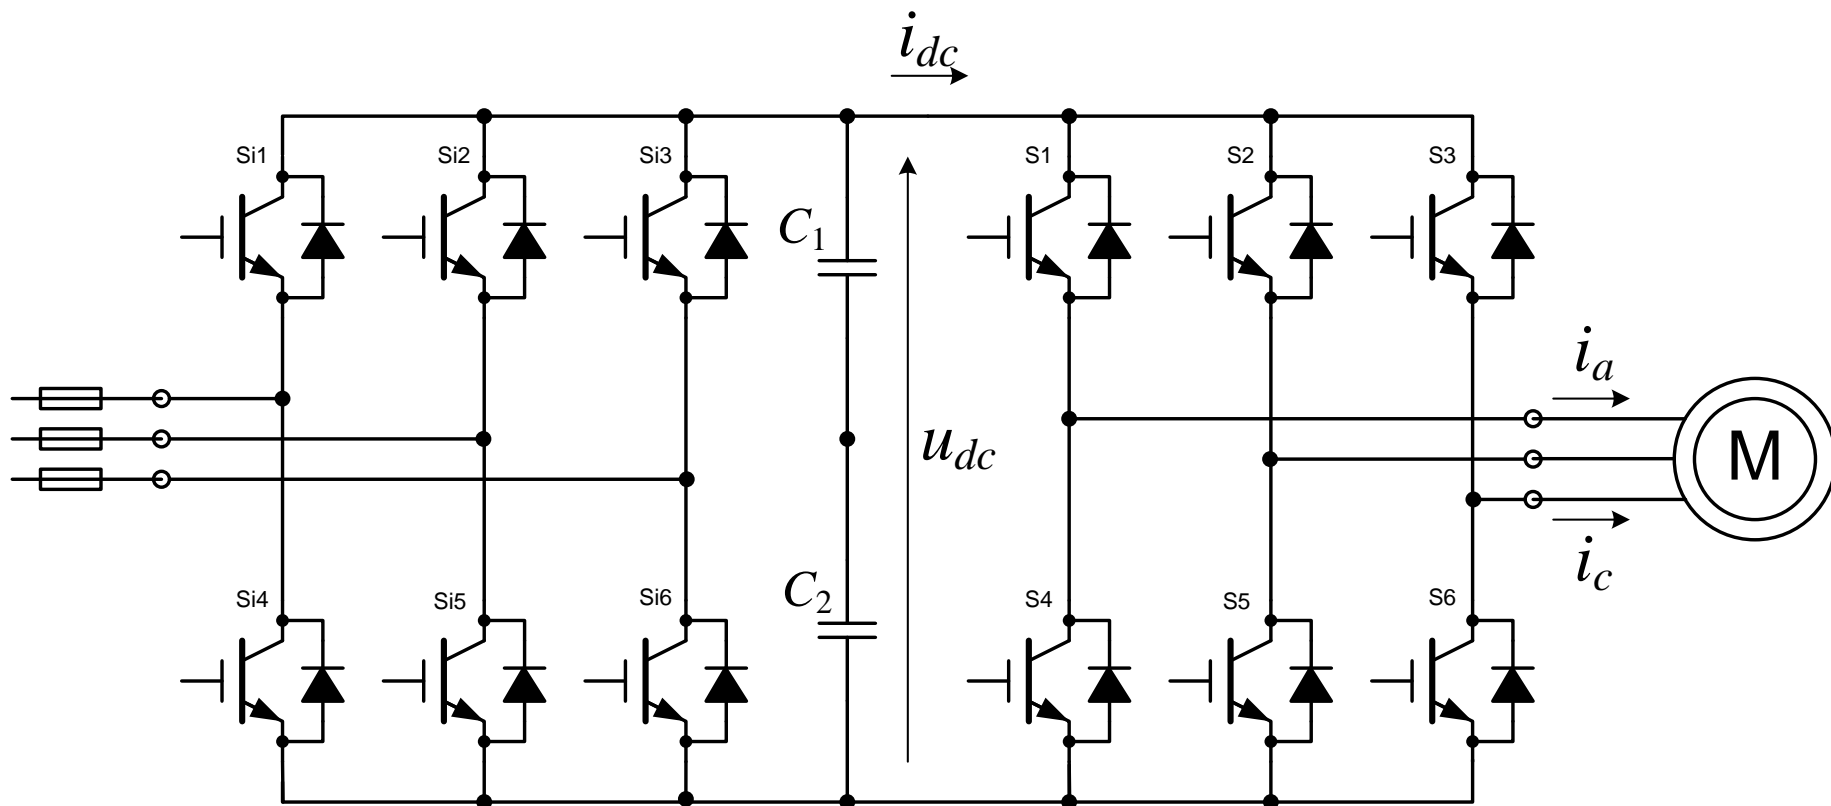 i_dc
Si1 Si2 Si3 S1 S2 S3
C_1
i_a
u_dc
M
i_c
C_2
Si4 Si5 Si6 S4 S5 S6